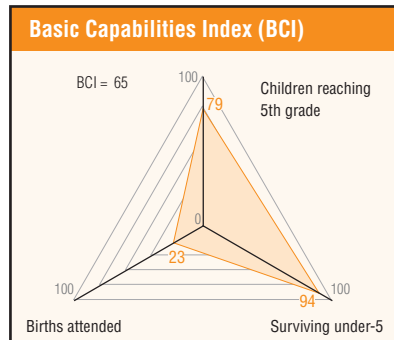 Basic Capabilities Index (BCI)
BCI = 65
100
Children reaching
5th grade
79
0
23
100
100
94
Births attended
Surviving under-5